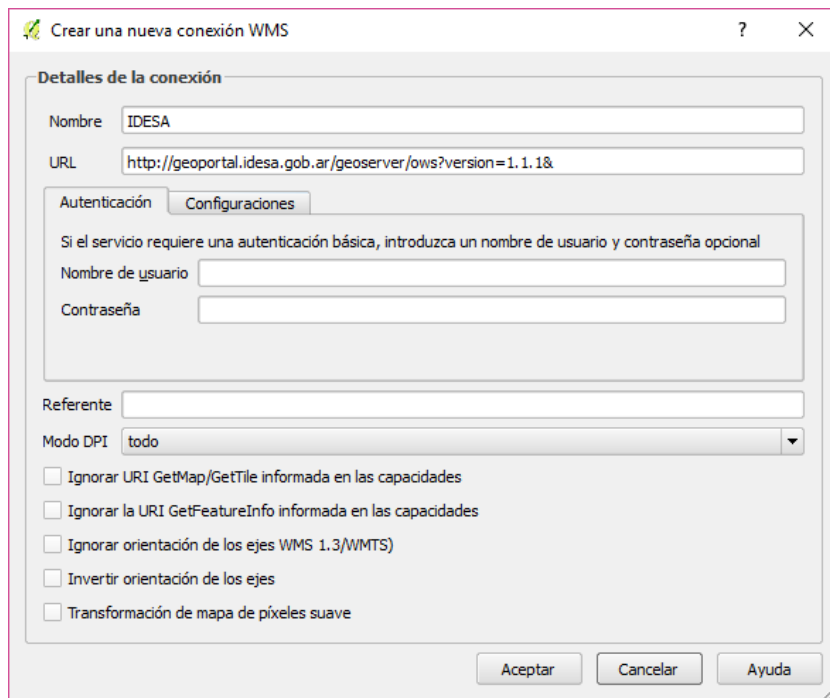 Crear una nueva conexión WMS
?
Detalles de la conexión
Nombre IDESA
URL http://geoportal.idesa.gob.ar/geoserver/ows?version=1.1.1&
Autenticación Configuraciones
Si el servicio requiere una autenticación básica, introduzca un nombre de usuario y contraseña opcional
Nombre de usuario
Contraseña
Referente
Modo DPI todo
Ignorar URI GetMap/GetTile informada en las capacidades
Ignorar la URI GetFeatureInfo informada en las capacidades
Ignorar orientación de los ejes WMS 1.3/WMTS)
Invertir orientación de los ejes
Transformación de mapa de píxeles suave
Aceptar Cancelar Ayuda